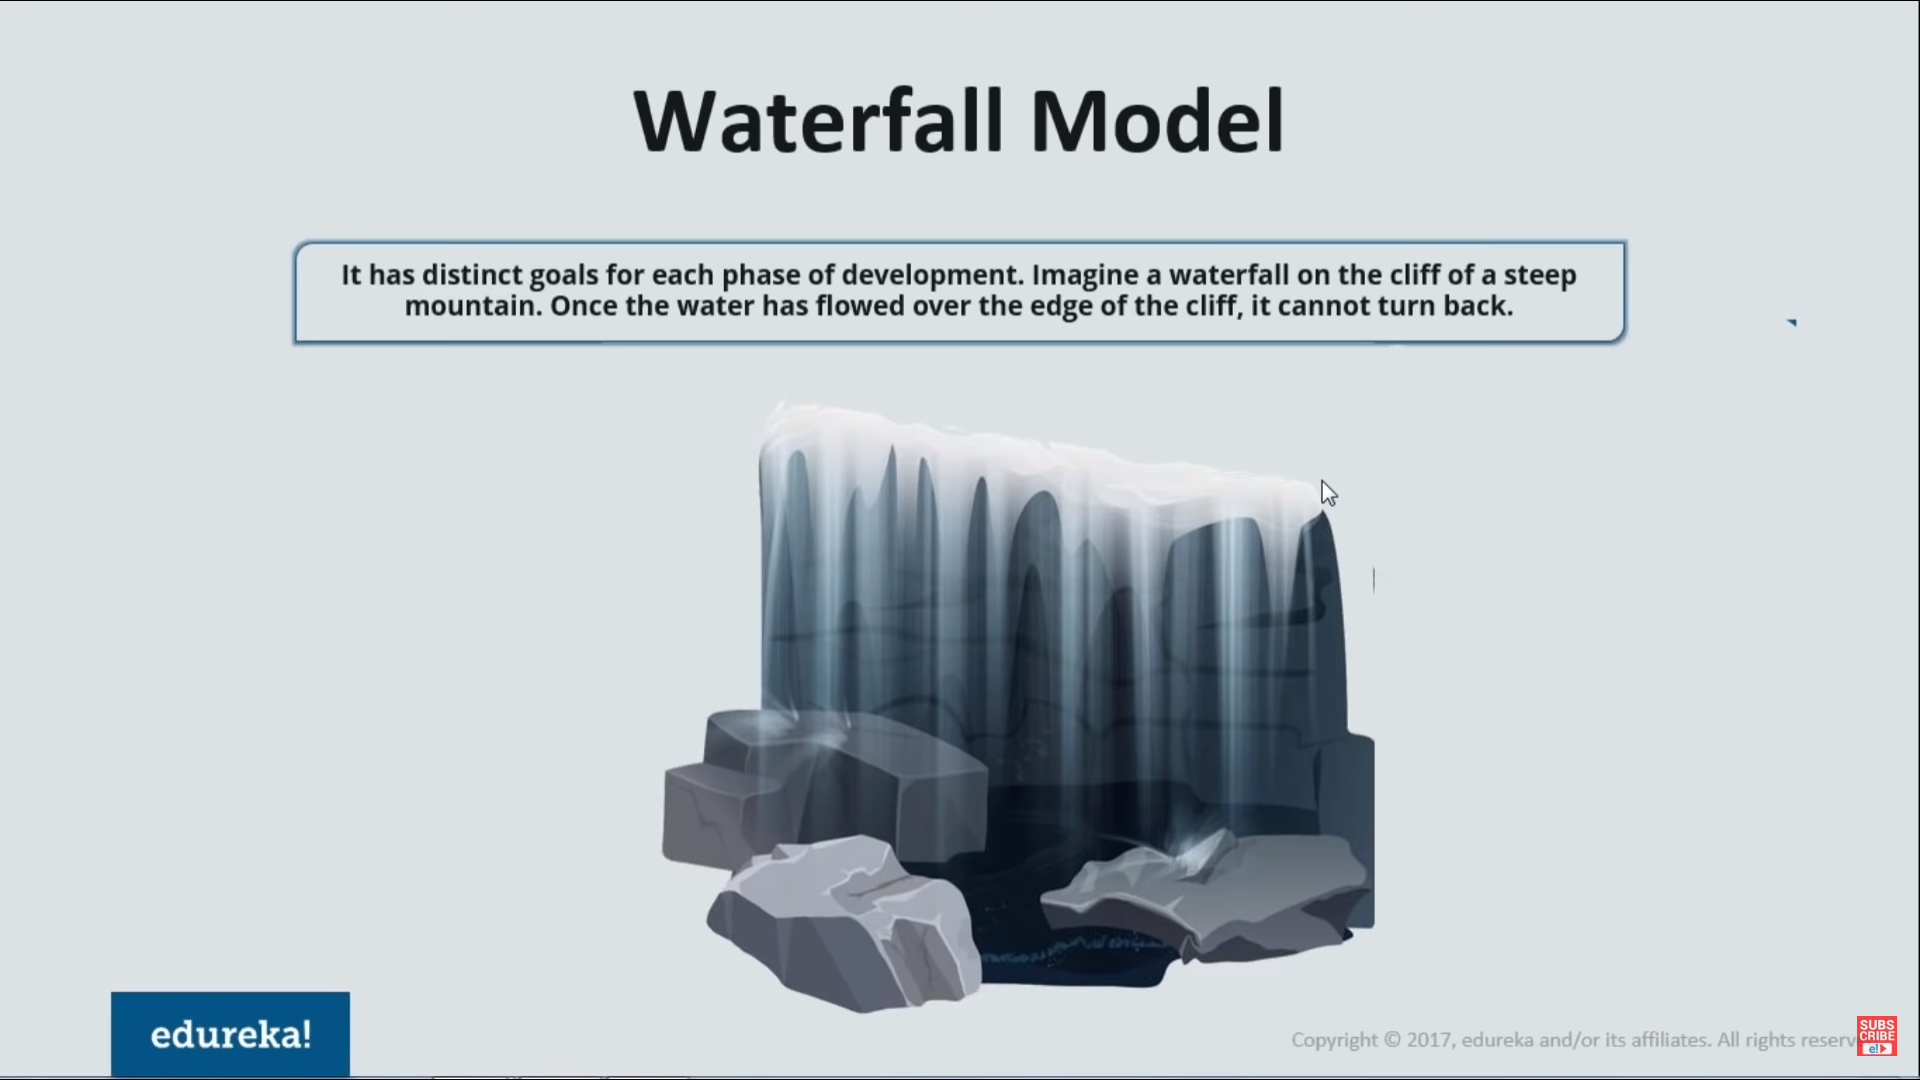 Waterfall Model
It has distinct goals for each phase of development. Imagine a waterfall on the cliff of a steep
mountain. Once the water has flowed over the edge of the cliff, it cannot turn back.
edureka!
Copyright © 2017, edureka and/or its affiliates. All rights reserv
SUBS
CRIBE
e!